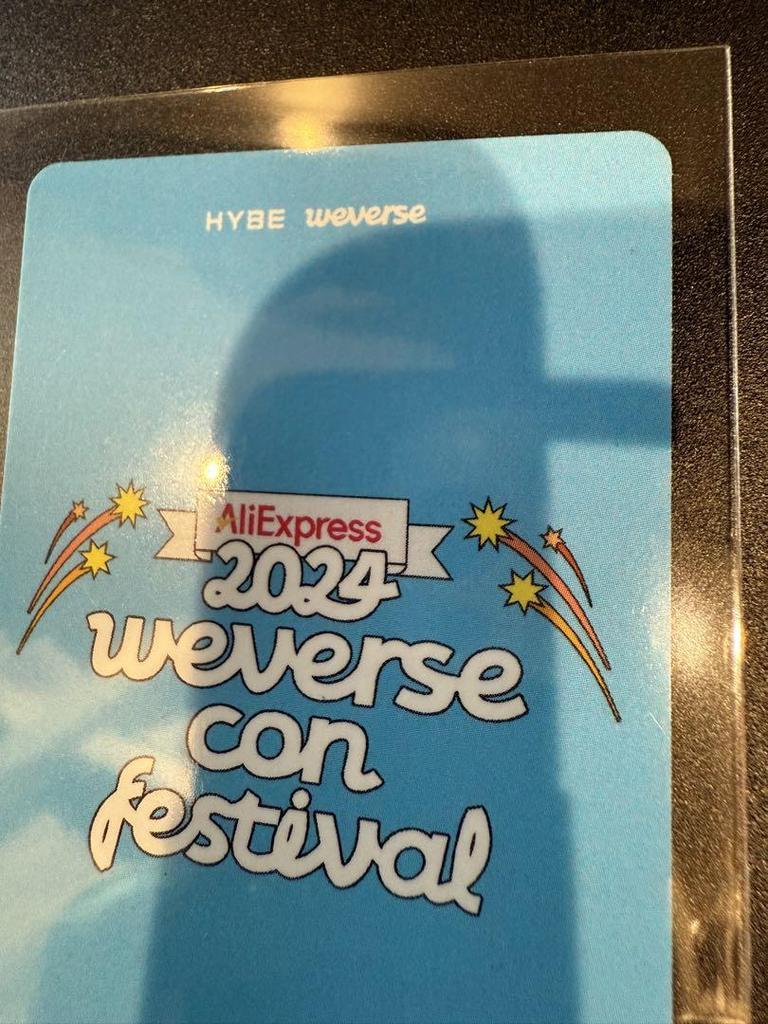 HYBE weverse
AliExpress
2024
weverse
con
festival